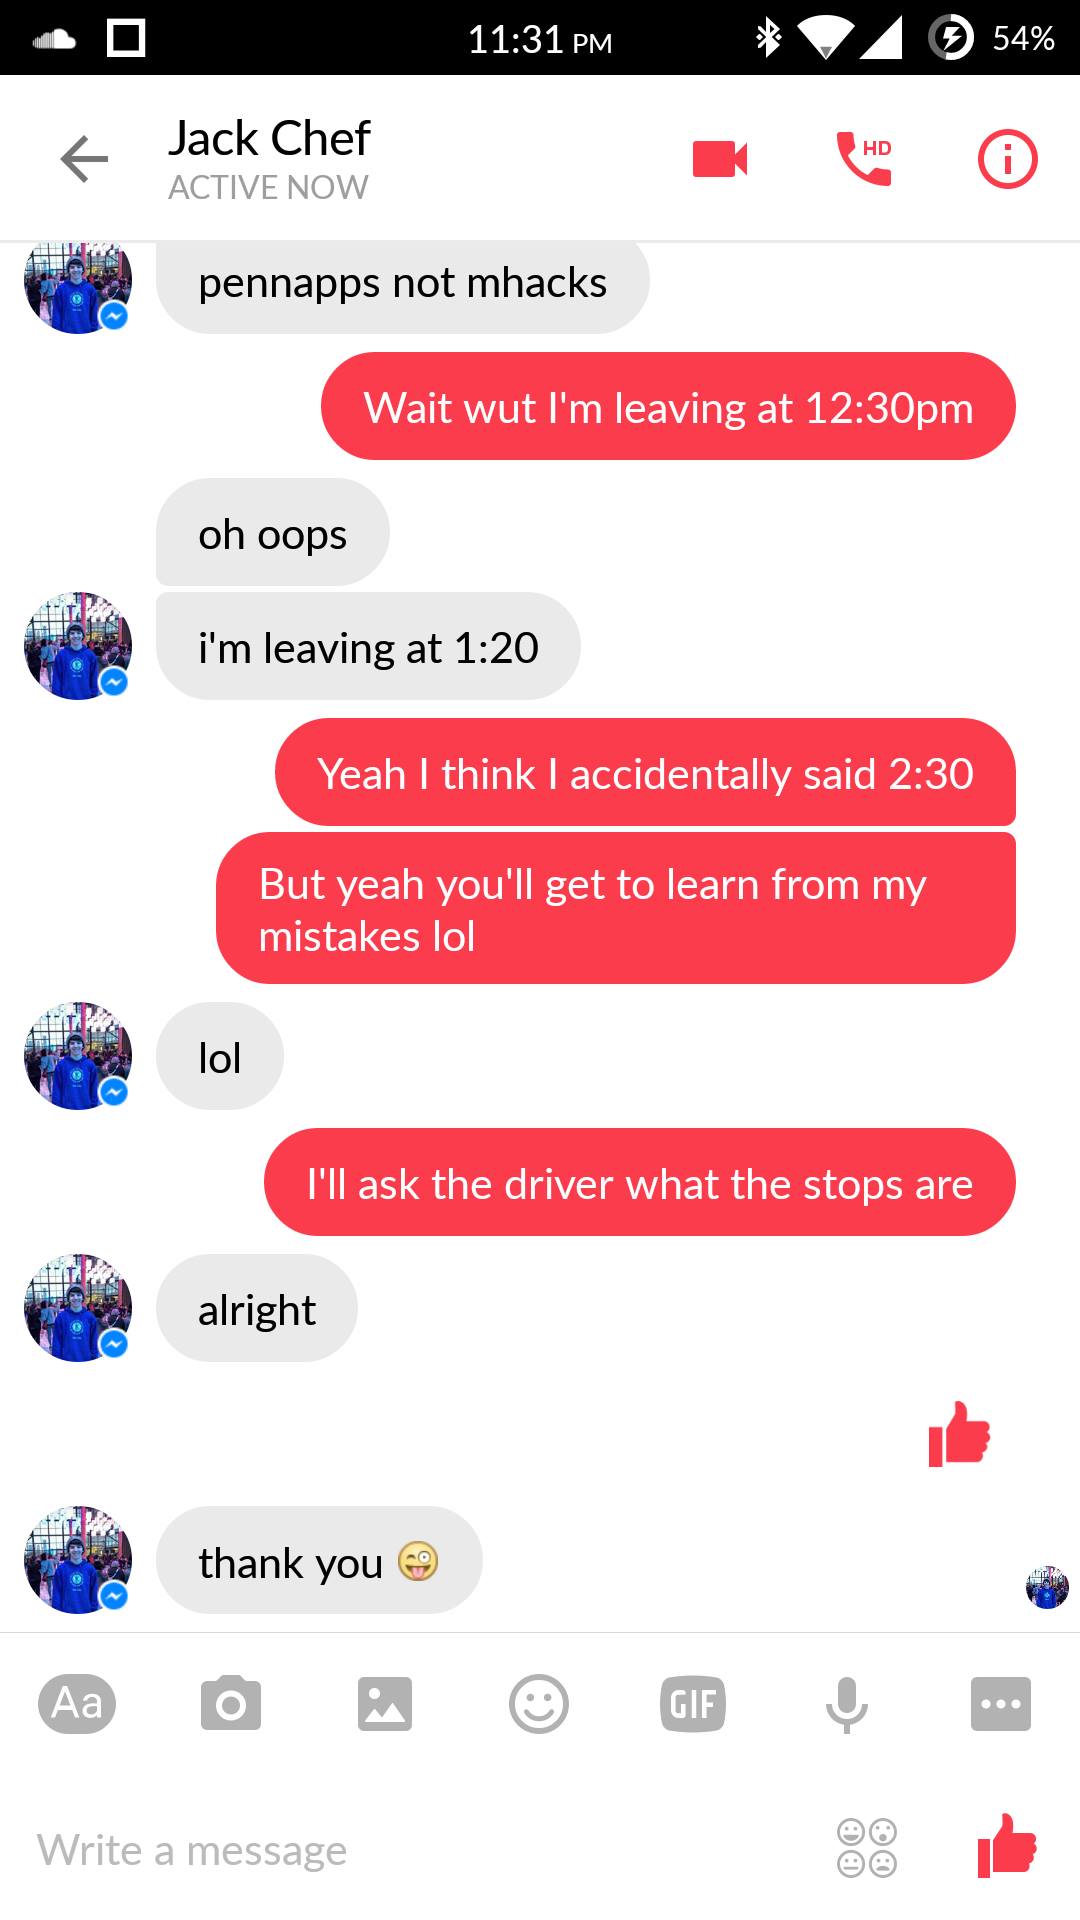 11:31 PM
54%
Jack Chef
HD
ACTIVE NOW
pennapps not mhacks
Wait wut I'm leaving at 12:30pm
oh oops
i'm leaving at 1:20
Yeah I think I accidentally said 2:30
But yeah you'll get to learn from my
mistakes lol
lol
I'll ask the driver what the stops are
alright
thank you 😜
Aa
GIF
Write a message